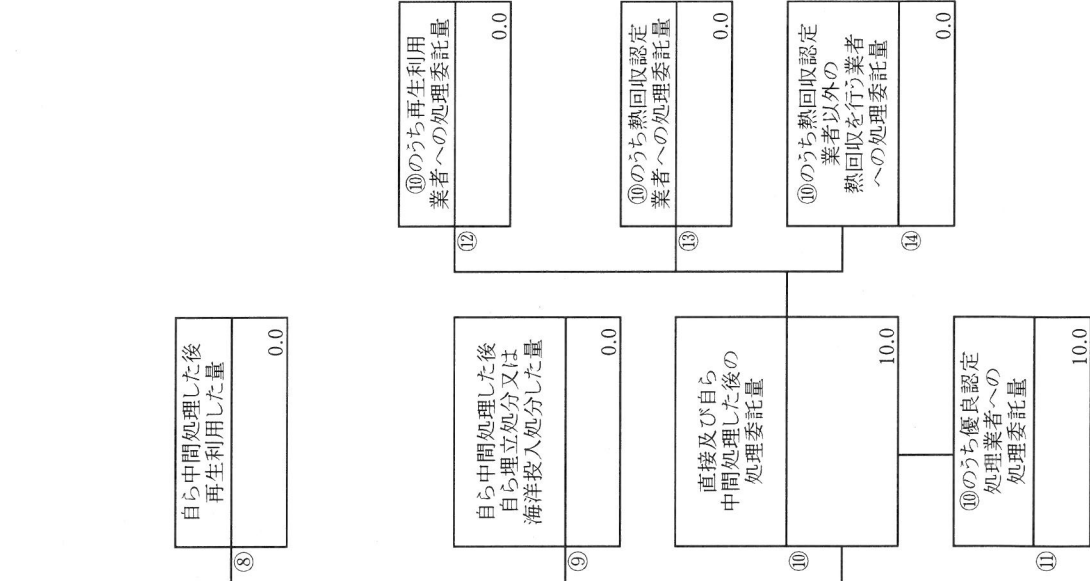 自ら中間処理した後
再生利用した量
0.0
⑧
自ら中間処理した後
自ら埋立処分又は
海洋投入処分した量
0.0
⑨
直接及び自ら
中間処理した後の
処理委託量
10.0
⑩
⑩のうち優良認定
処理業者への
処理委託量
10.0
⑪
⑩のうち再生利用
業者への処理委託量
0.0
⑫
⑩のうち熱回収認定
業者への処理委託量
0.0
⑬
⑩のうち熱回収認定
業者以外の
熱回収を行う業者
への処理委託量
0.0
⑭